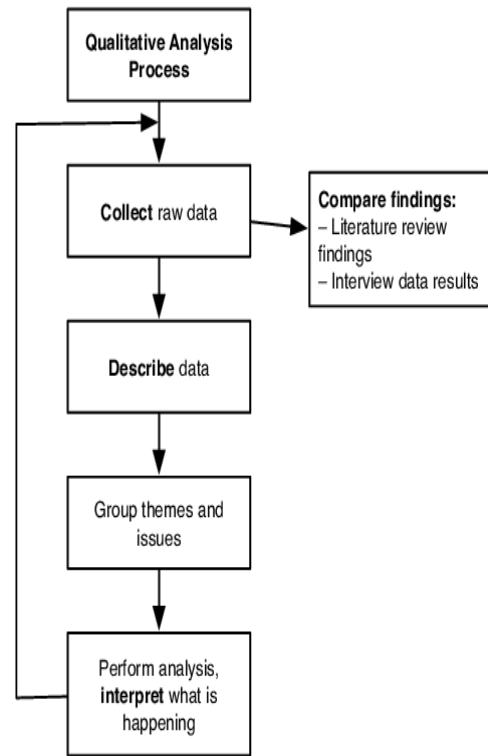 Qualitative Analysis
Process
Collect raw data
Compare findings:
– Literature review
findings
– Interview data results
Describe data
Group themes and
issues
Perform analysis,
interpret what is
happening